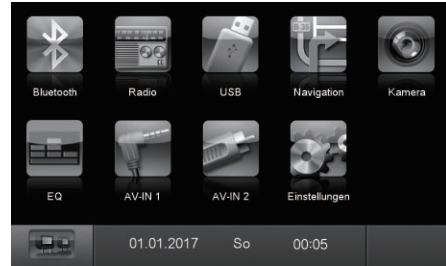 Bluetooth Radio USB Navigation Kamera
EQ AV-IN 1 AV-IN 2 Einstellungen
01.01.2017 So 00:05